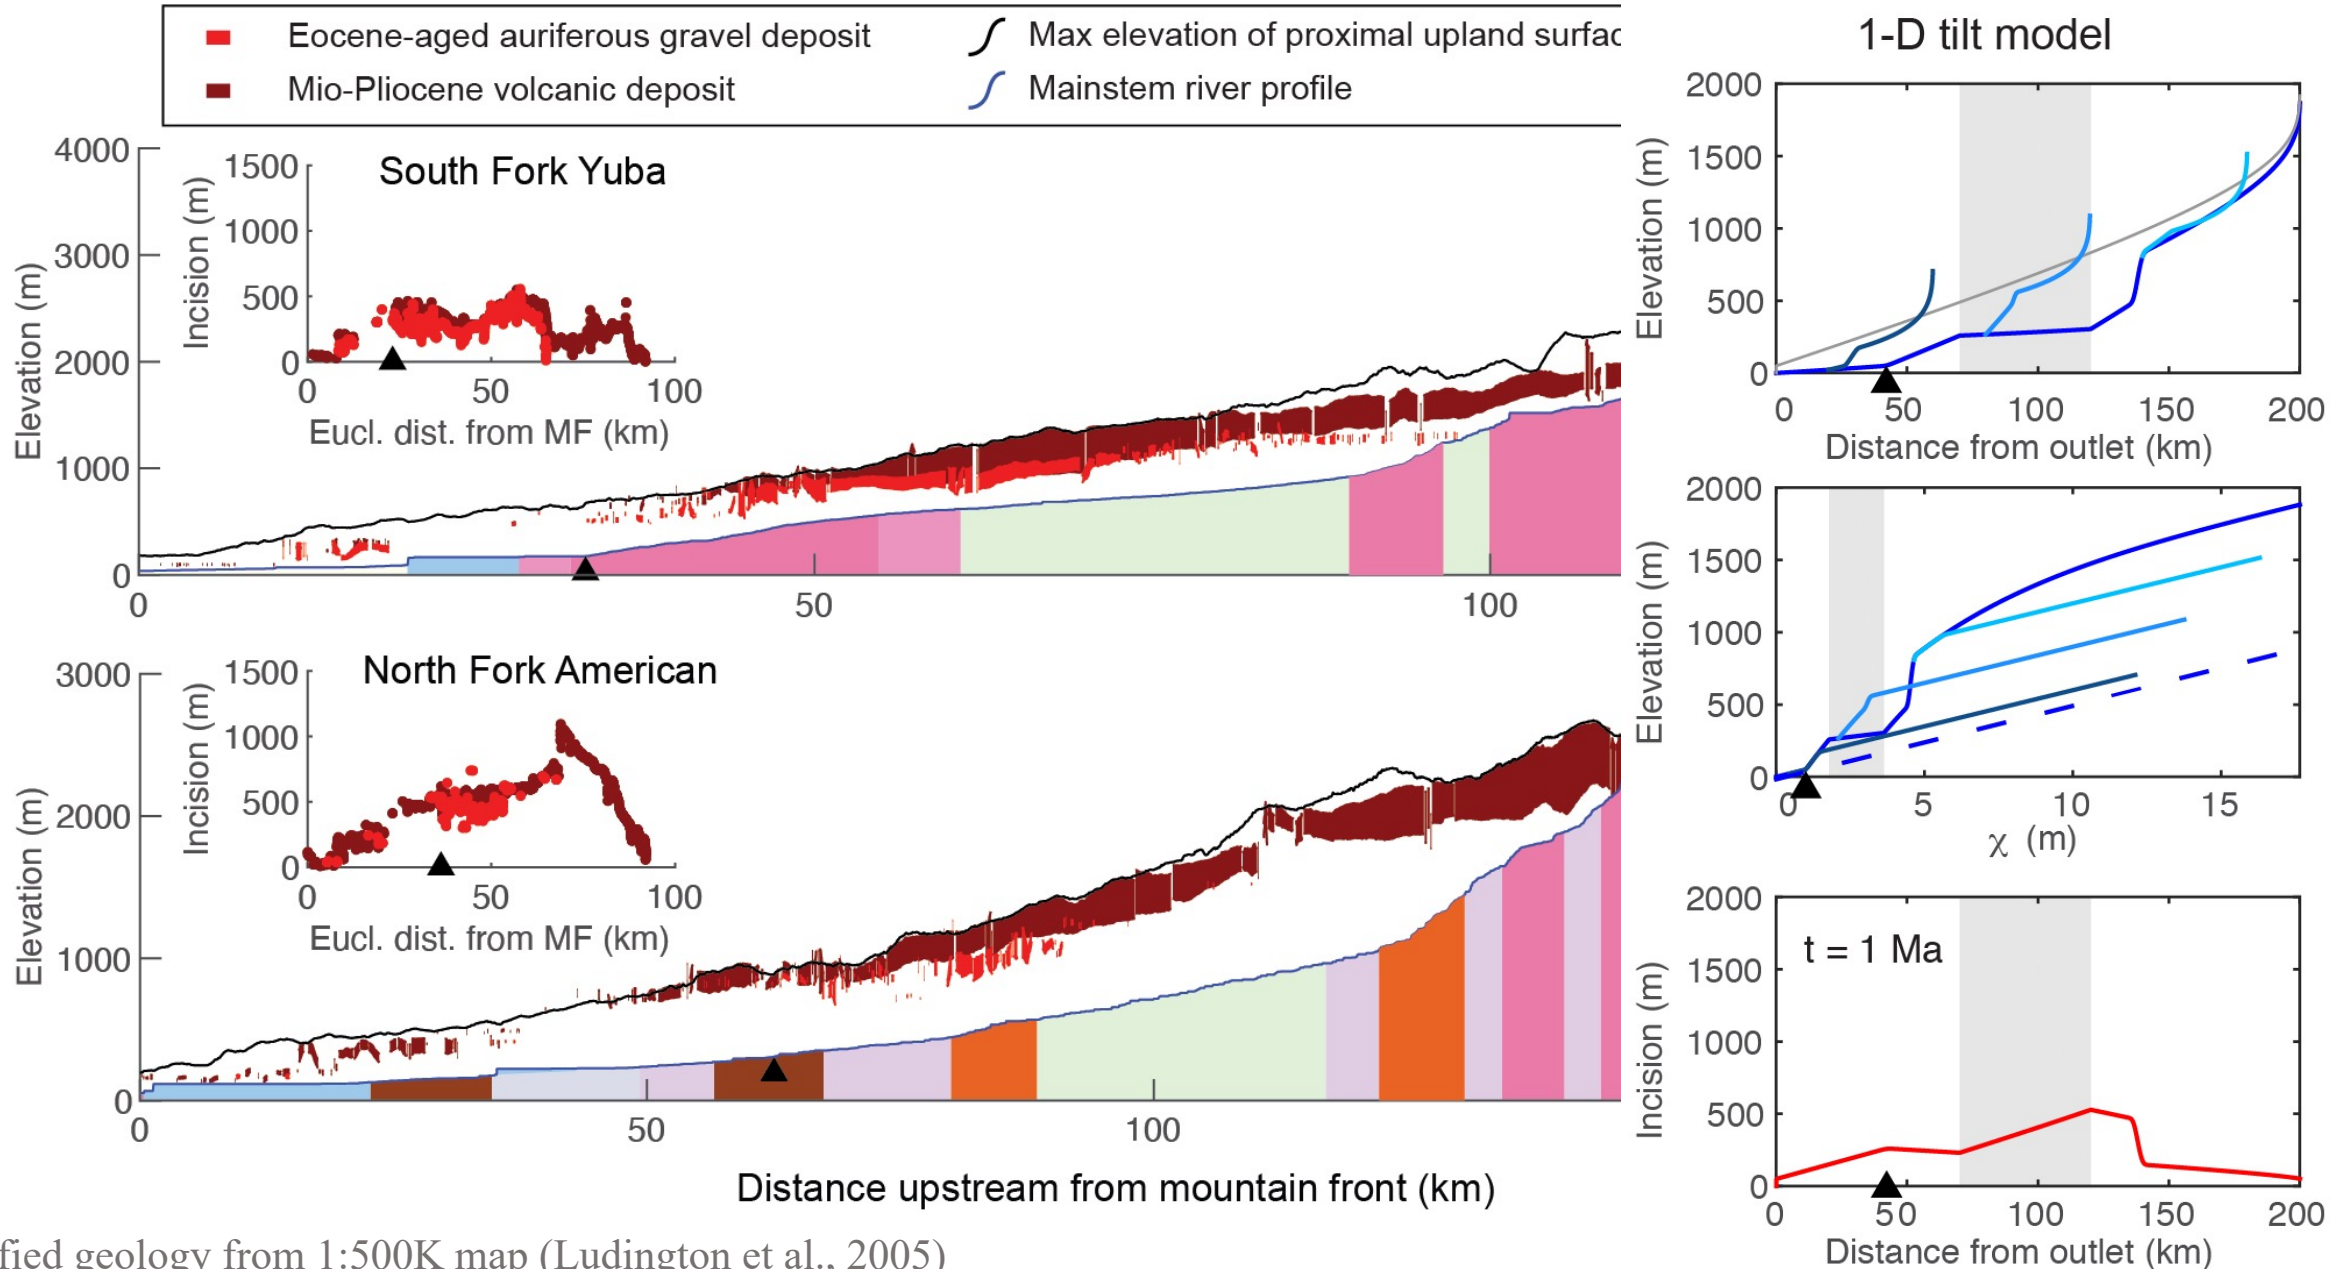 Eocene-aged auriferous gravel deposit
Mio-Pliocene volcanic deposit
Max elevation of proximal upland surfac
Mainstem river profile
4000
3000
2000
1000
0
Elevation (m)
South Fork Yuba
1500
1000
500
0
Incision (m)
0 50 100
Eucl. dist. from MF (km)
0 50 100
3000
2000
1000
0
Elevation (m)
North Fork American
1500
1000
500
0
Incision (m)
0 50 100
Eucl. dist. from MF (km)
0 50 100
Distance upstream from mountain front (km)
fied geology from 1:500K map (Ludington et al., 2005)
1-D tilt model
2000
1500
1000
500
0
Elevation (m)
0 50 100 150 200
Distance from outlet (km)
2000
1500
1000
500
0
Elevation (m)
0 5 10 15
χ (m)
2000
1500
1000
500
0
Incision (m)
t = 1 Ma
0 50 100 150 200
Distance from outlet (km)